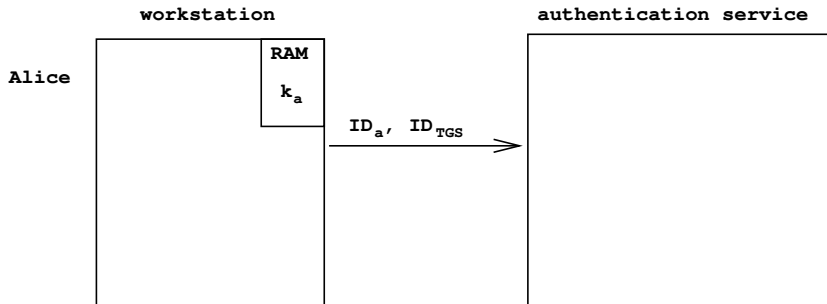 workstation
authentication service
RAM
Alice
k_a
ID_a, ID_TGS